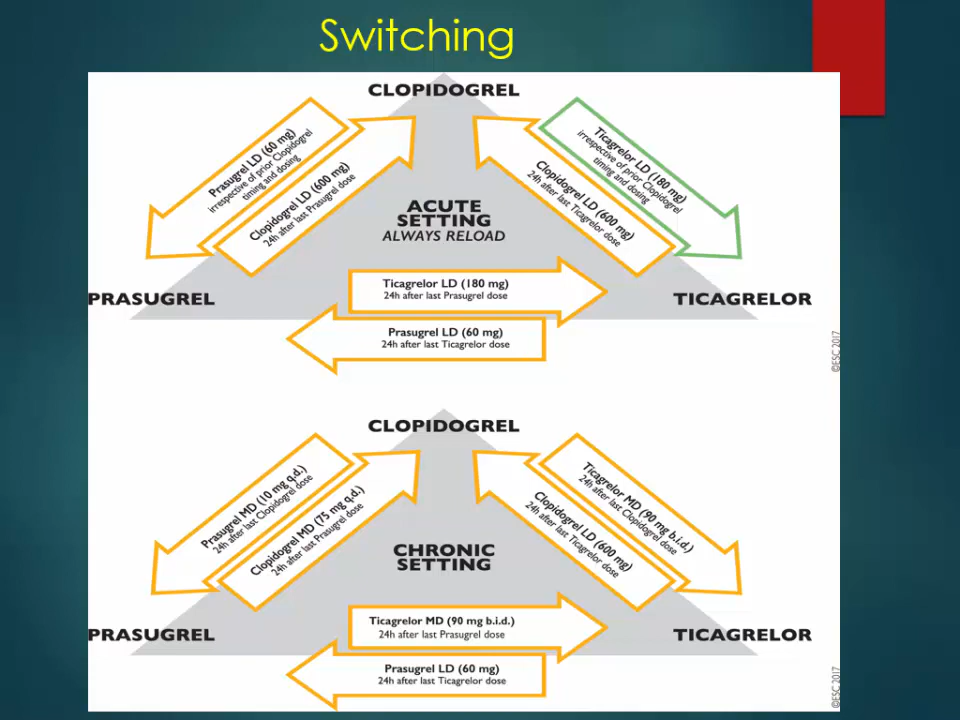 Switching
CLOPIDOGREL
Prasugrel LD (60 mg)
irrespective of prior Clopidogrel
timing and dosing
Clopidogrel LD (600 mg)
24h after last Prasugrel dose
Ticagrelor LD (180 mg)
irrespective of prior Clopidogrel
timing and dosing
Clopidogrel LD (600 mg)
24h after last Ticagrelor dose
ACUTE
SETTING
ALWAYS RELOAD
PRASUGREL
Ticagrelor LD (180 mg)
24h after last Prasugrel dose
TICAGRELOR
Prasugrel LD (60 mg)
24h after last Ticagrelor dose
©ESC 2017
CLOPIDOGREL
Prasugrel MD (10 mg q.d.)
24h after last Clopidogrel dose
Clopidogrel MD (75 mg q.d.)
24h after last Prasugrel dose
Ticagrelor MD (90 mg b.i.d.)
24h after last Clopidogrel dose
Clopidogrel LD (600 mg)
24h after last Ticagrelor dose
CHRONIC
SETTING
PRASUGREL
Ticagrelor MD (90 mg b.i.d.)
24h after last Prasugrel dose
TICAGRELOR
Prasugrel LD (60 mg)
24h after last Ticagrelor dose
©ESC 2017